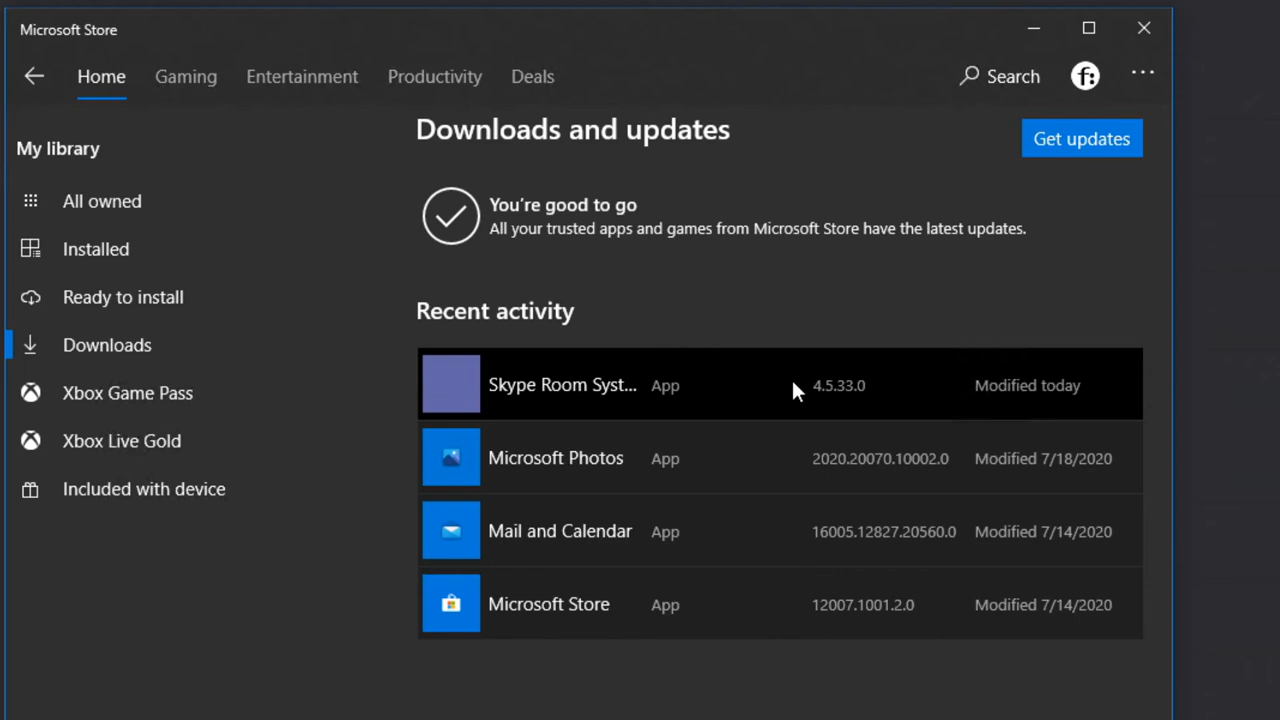 Microsoft Store
Home Gaming Entertainment Productivity Deals Search f:
My library
All owned
Installed
Ready to install
Downloads
Xbox Game Pass
Xbox Live Gold
Included with device
Downloads and updates
Get updates
You're good to go
All your trusted apps and games from Microsoft Store have the latest updates.
Recent activity
Skype Room Syst... App 4.5.33.0 Modified today
Microsoft Photos App 2020.20070.10002.0 Modified 7/18/2020
Mail and Calendar App 16005.12827.20560.0 Modified 7/14/2020
Microsoft Store App 12007.1001.2.0 Modified 7/14/2020